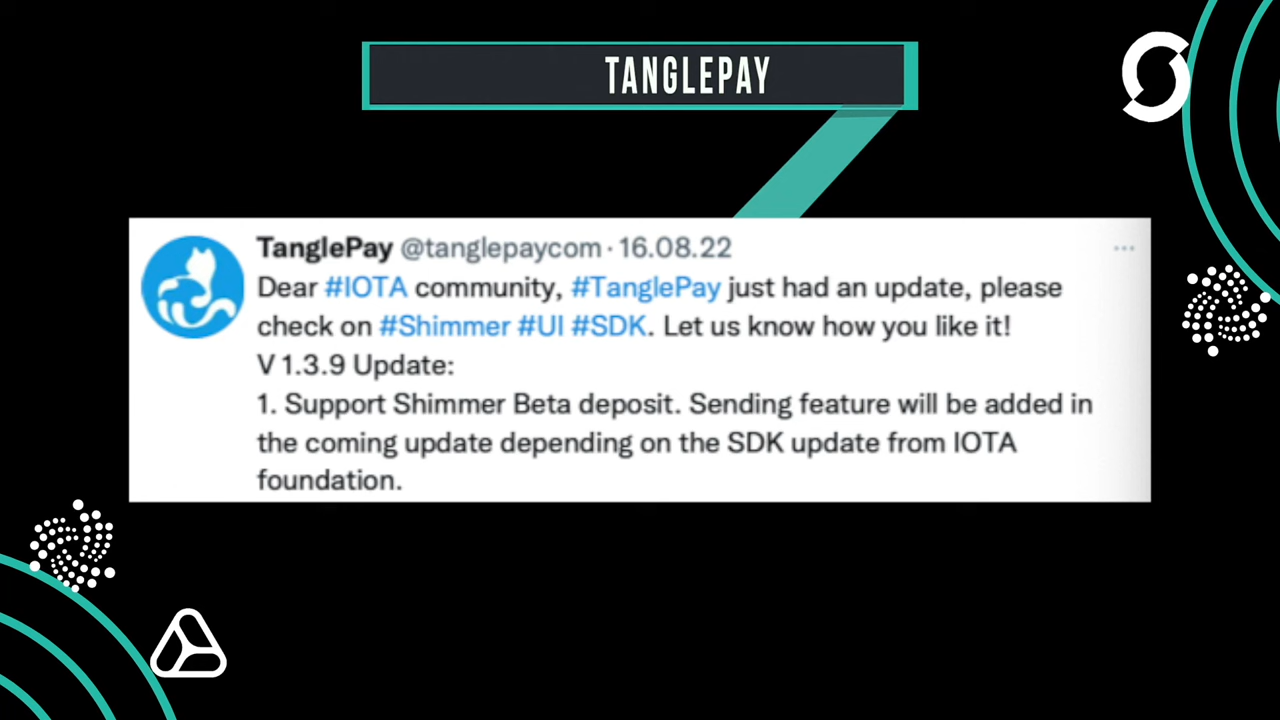 TANGLEPAY
TanglePay @tanglepaycom · 16.08.22
Dear #IOTA community, #TanglePay just had an update, please
check on #Shimmer #UI #SDK. Let us know how you like it!
V 1.3.9 Update:
1. Support Shimmer Beta deposit. Sending feature will be added in
the coming update depending on the SDK update from IOTA
foundation.